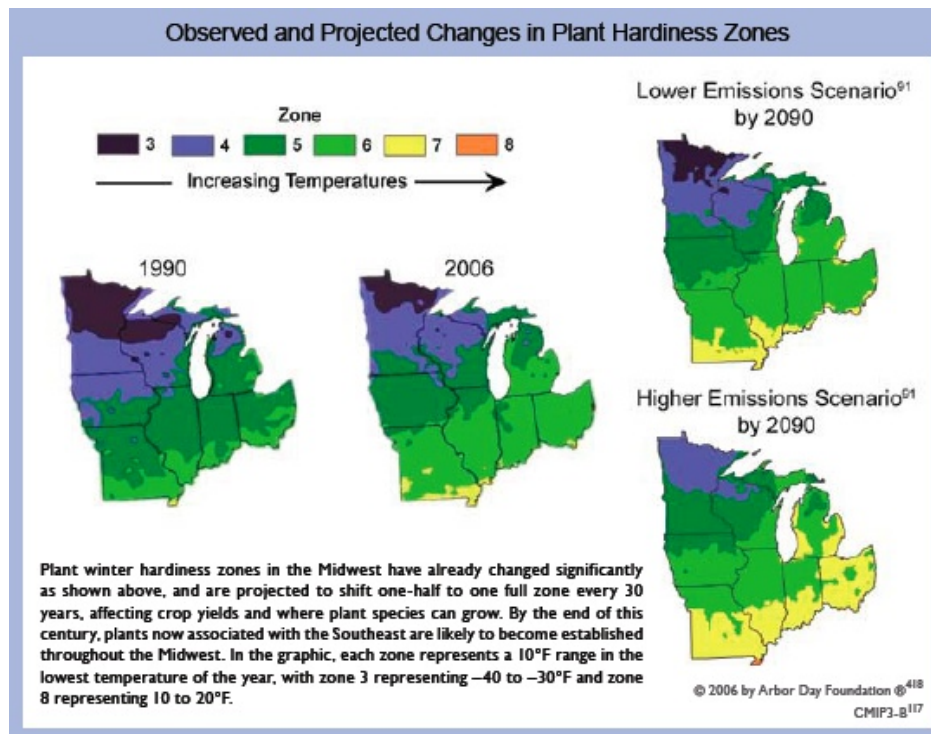 Observed and Projected Changes in Plant Hardiness Zones
Zone
3 4 5 6 7 8
Increasing Temperatures
1990
2006
Lower Emissions Scenario91
by 2090
Higher Emissions Scenario91
by 2090
Plant winter hardiness zones in the Midwest have already changed significantly
as shown above, and are projected to shift one-half to one full zone every 30
years, affecting crop yields and where plant species can grow. By the end of this
century, plants now associated with the Southeast are likely to become established
throughout the Midwest. In the graphic, each zone represents a 10°F range in the
lowest temperature of the year, with zone 3 representing –40 to –30°F and zone
8 representing 10 to 20°F.
© 2006 by Arbor Day Foundation ®418
CMIP3-B117